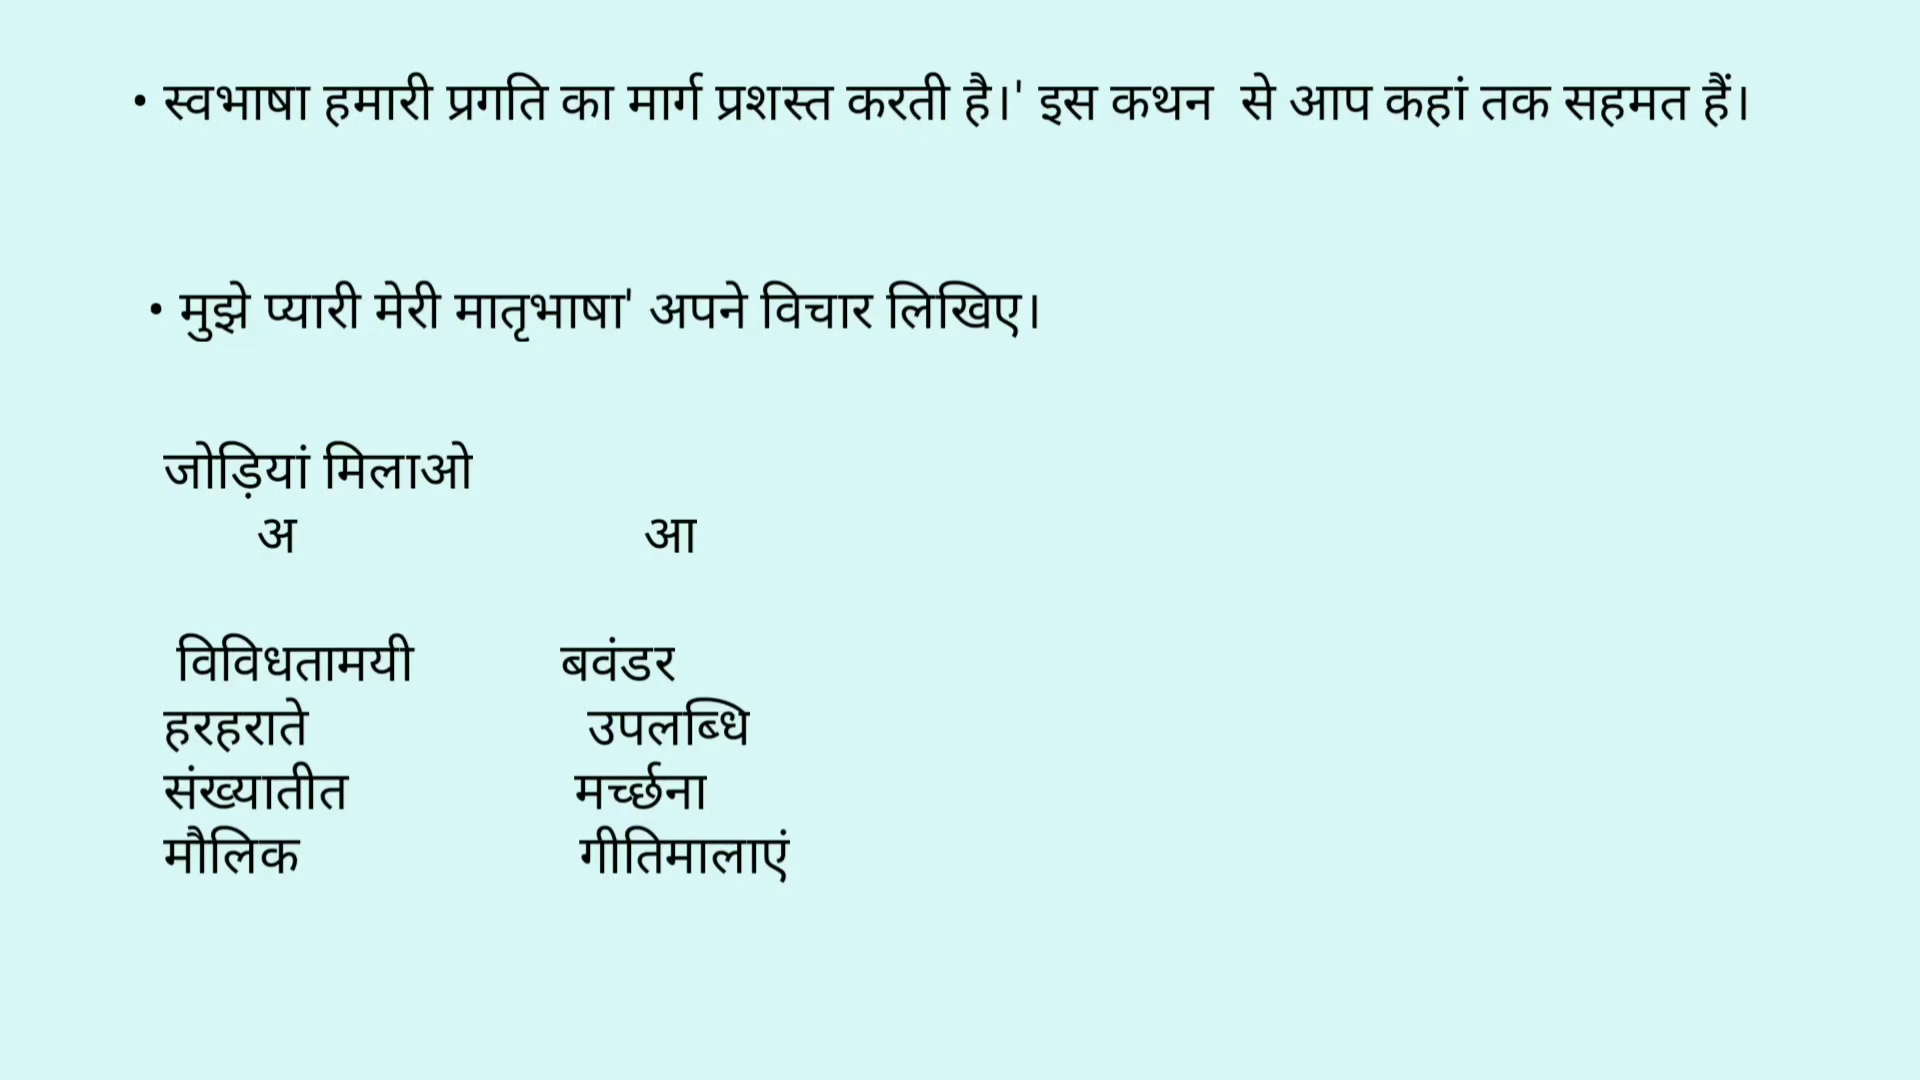 • स्वभाषा हमारी प्रगति का मार्ग प्रशस्त करती है।' इस कथन से आप कहां तक सहमत हैं।
• मुझे प्यारी मेरी मातृभाषा' अपने विचार लिखिए।
जोड़ियां मिलाओ
अ आ
विविधतामयी बवंडर
हरहराते उपलब्धि
संख्यातीत मर्च्छना
मौलिक गीतिमालाएं